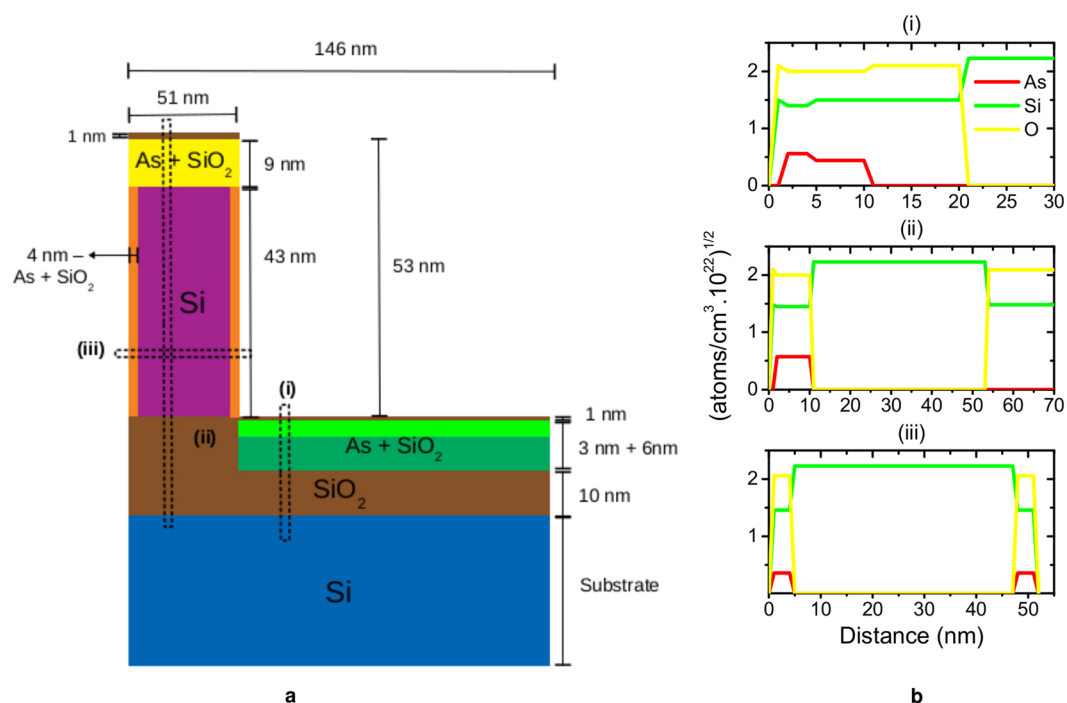 146 nm
51 nm
1 nm
As + SiO₂
9 nm
4 nm –
As + SiO₂
43 nm
53 nm
Si
(iii)
(i)
(ii)
1 nm
As + SiO₂
3 nm + 6nm
SiO₂
10 nm
Si
Substrate
a
(i)
As
Si
O
2
1
0
0 5 10 15 20 25 30
(ii)
2
1
0
0 10 20 30 40 50 60 70
(iii)
2
1
0 10 20 30 40 50
(atoms/cm³.10²²)¹/²
Distance (nm)
b